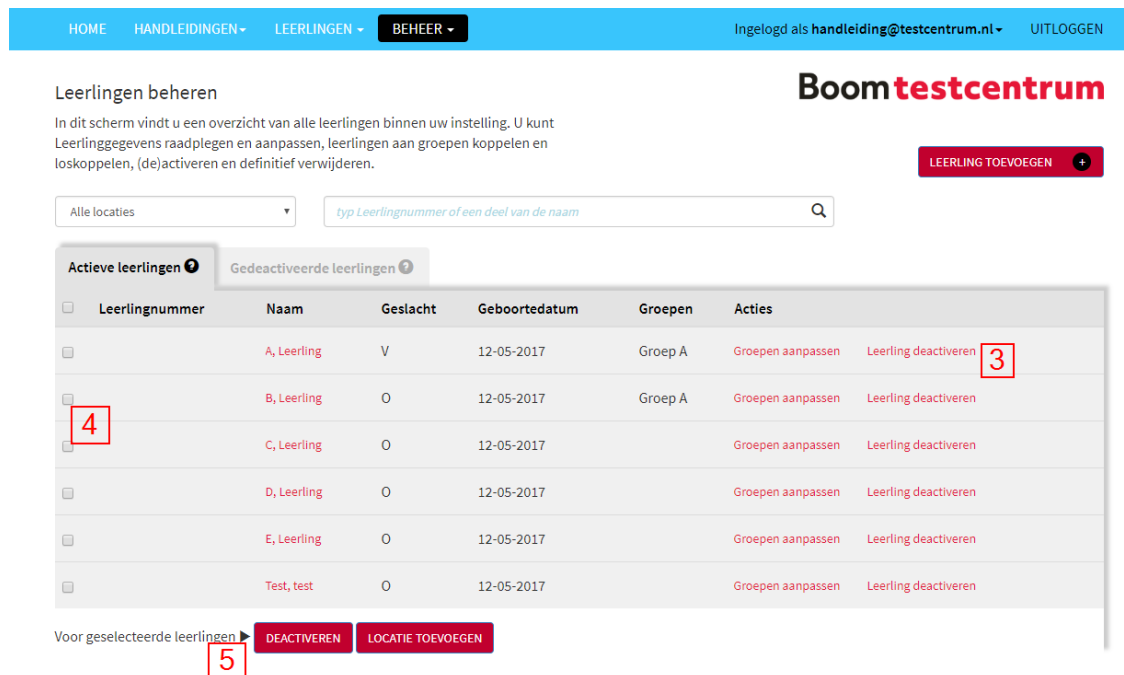 HOME HANDLEIDINGEN LEERLINGEN BEHEER Ingelogd als handleiding@testcentrum.nl UITLOGGEN
Boomtestcentrum
Leerlingen beheren
In dit scherm vindt u een overzicht van alle leerlingen binnen uw instelling. U kunt
Leerlinggegevens raadplegen en aanpassen, leerlingen aan groepen koppelen en
loskoppelen, (de)activeren en definitief verwijderen.
LEERLING TOEVOEGEN +
Alle locaties typ Leerlingnummer of een deel van de naam
Actieve leerlingen ? Gedeactiveerde leerlingen ?
Leerlingnummer Naam Geslacht Geboortedatum Groepen Acties
A, Leerling V 12-05-2017 Groep A Groepen aanpassen Leerling deactiveren 3
B, Leerling O 12-05-2017 Groep A Groepen aanpassen Leerling deactiveren
4
C, Leerling O 12-05-2017 Groepen aanpassen Leerling deactiveren
D, Leerling O 12-05-2017 Groepen aanpassen Leerling deactiveren
E, Leerling O 12-05-2017 Groepen aanpassen Leerling deactiveren
Test, test O 12-05-2017 Groepen aanpassen Leerling deactiveren
Voor geselecteerde leerlingen DEACTIVEREN LOCATIE TOEVOEGEN
5